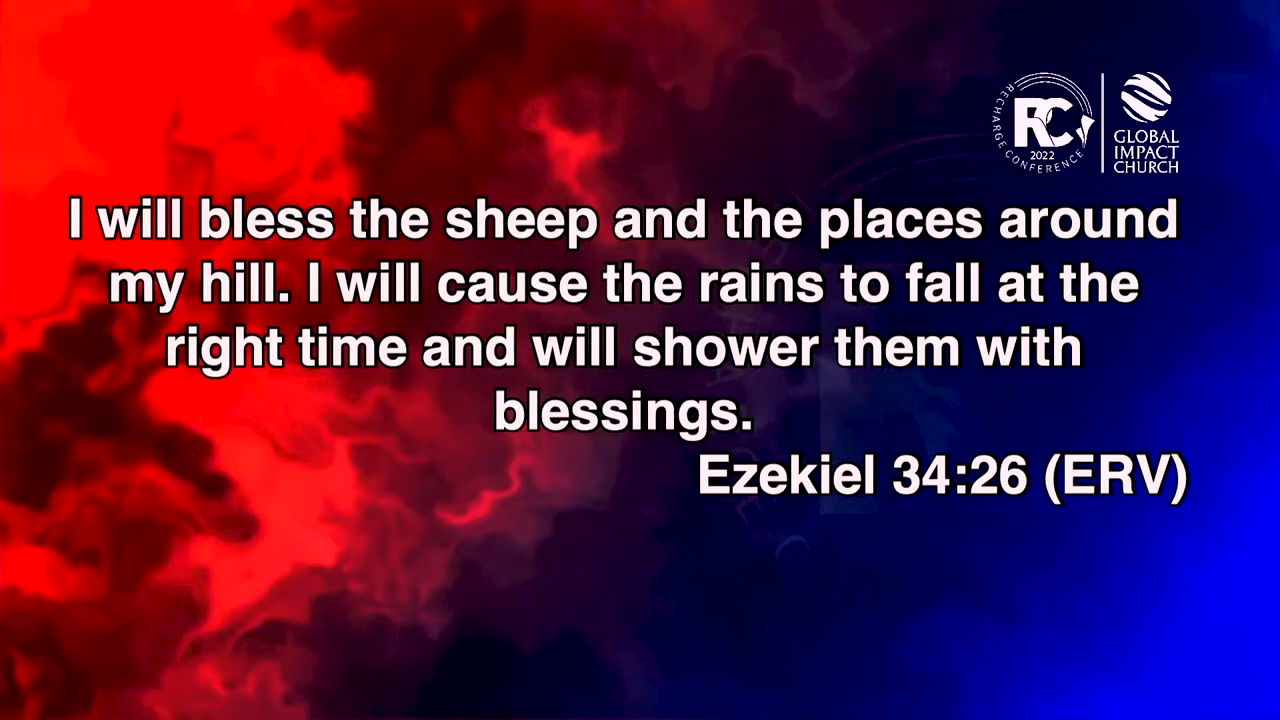 RECHARGE CONFERENCE
RC
2022
GLOBAL
IMPACT
CHURCH
I will bless the sheep and the places around
my hill. I will cause the rains to fall at the
right time and will shower them with
blessings.
Ezekiel 34:26 (ERV)